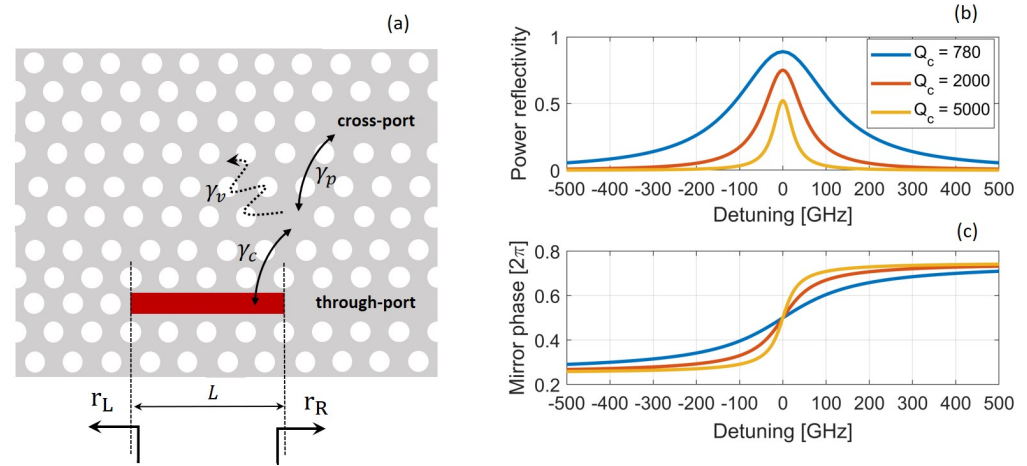 (a)
cross-port
γv
γp
γc
through-port
L
rL
rR
(b)
Power reflectivity
1
0.5
0
Qc = 780
Qc = 2000
Qc = 5000
-500 -400 -300 -200 -100 0 100 200 300 400 500
Detuning [GHz]
(c)
Mirror phase [2π]
0.8
0.6
0.4
0.2
-500 -400 -300 -200 -100 0 100 200 300 400 500
Detuning [GHz]